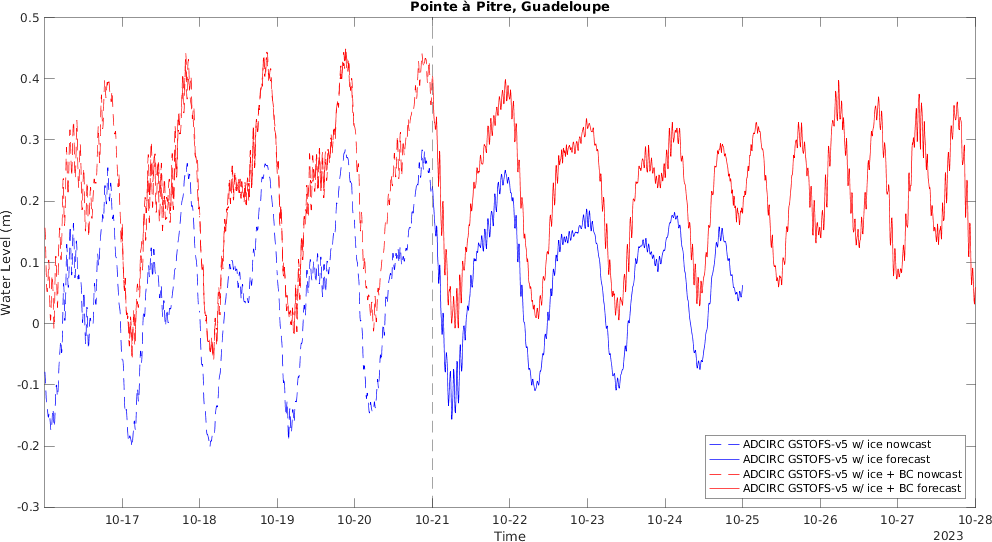 Pointe à Pitre, Guadeloupe
0.5
0.4
0.3
0.2
0.1
0
-0.1
-0.2
-0.3
Water Level (m)
ADCIRC GSTOFS-v5 w/ ice nowcast
ADCIRC GSTOFS-v5 w/ ice forecast
ADCIRC GSTOFS-v5 w/ ice + BC nowcast
ADCIRC GSTOFS-v5 w/ ice + BC forecast
10-17 10-18 10-19 10-20 10-21 10-22 10-23 10-24 10-25 10-26 10-27 10-28
Time
2023